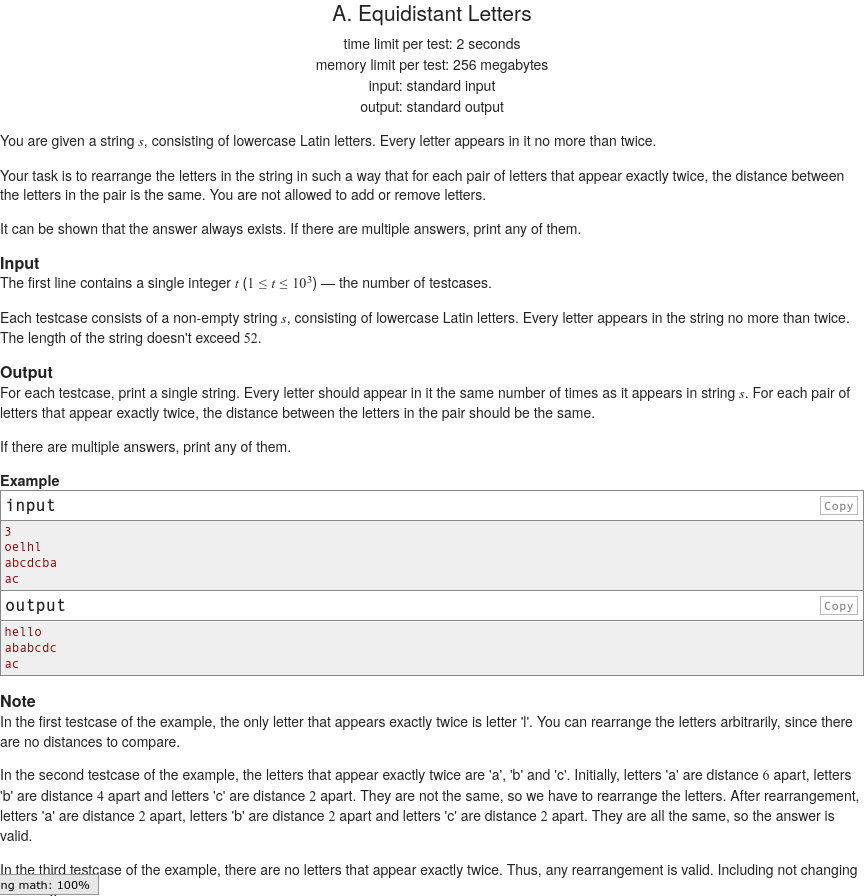 A. Equidistant Letters
time limit per test: 2 seconds
memory limit per test: 256 megabytes
input: standard input
output: standard output
You are given a string s, consisting of lowercase Latin letters. Every letter appears in it no more than twice.
Your task is to rearrange the letters in the string in such a way that for each pair of letters that appear exactly twice, the distance between
the letters in the pair is the same. You are not allowed to add or remove letters.
It can be shown that the answer always exists. If there are multiple answers, print any of them.
Input
The first line contains a single integer t (1 ≤ t ≤ 10³) — the number of testcases.
Each testcase consists of a non-empty string s, consisting of lowercase Latin letters. Every letter appears in the string no more than twice.
The length of the string doesn't exceed 52.
Output
For each testcase, print a single string. Every letter should appear in it the same number of times as it appears in string s. For each pair of
letters that appear exactly twice, the distance between the letters in the pair should be the same.
If there are multiple answers, print any of them.
Example
input Copy
3
oelhl
abcdcba
ac
output Copy
hello
ababcdc
ac
Note
In the first testcase of the example, the only letter that appears exactly twice is letter 'l'. You can rearrange the letters arbitrarily, since there
are no distances to compare.
In the second testcase of the example, the letters that appear exactly twice are 'a', 'b' and 'c'. Initially, letters 'a' are distance 6 apart, letters
'b' are distance 4 apart and letters 'c' are distance 2 apart. They are not the same, so we have to rearrange the letters. After rearrangement,
letters 'a' are distance 2 apart, letters 'b' are distance 2 apart and letters 'c' are distance 2 apart. They are all the same, so the answer is
valid.
In the third testcase of the example, there are no letters that appear exactly twice. Thus, any rearrangement is valid. Including not changing
ng math: 100%